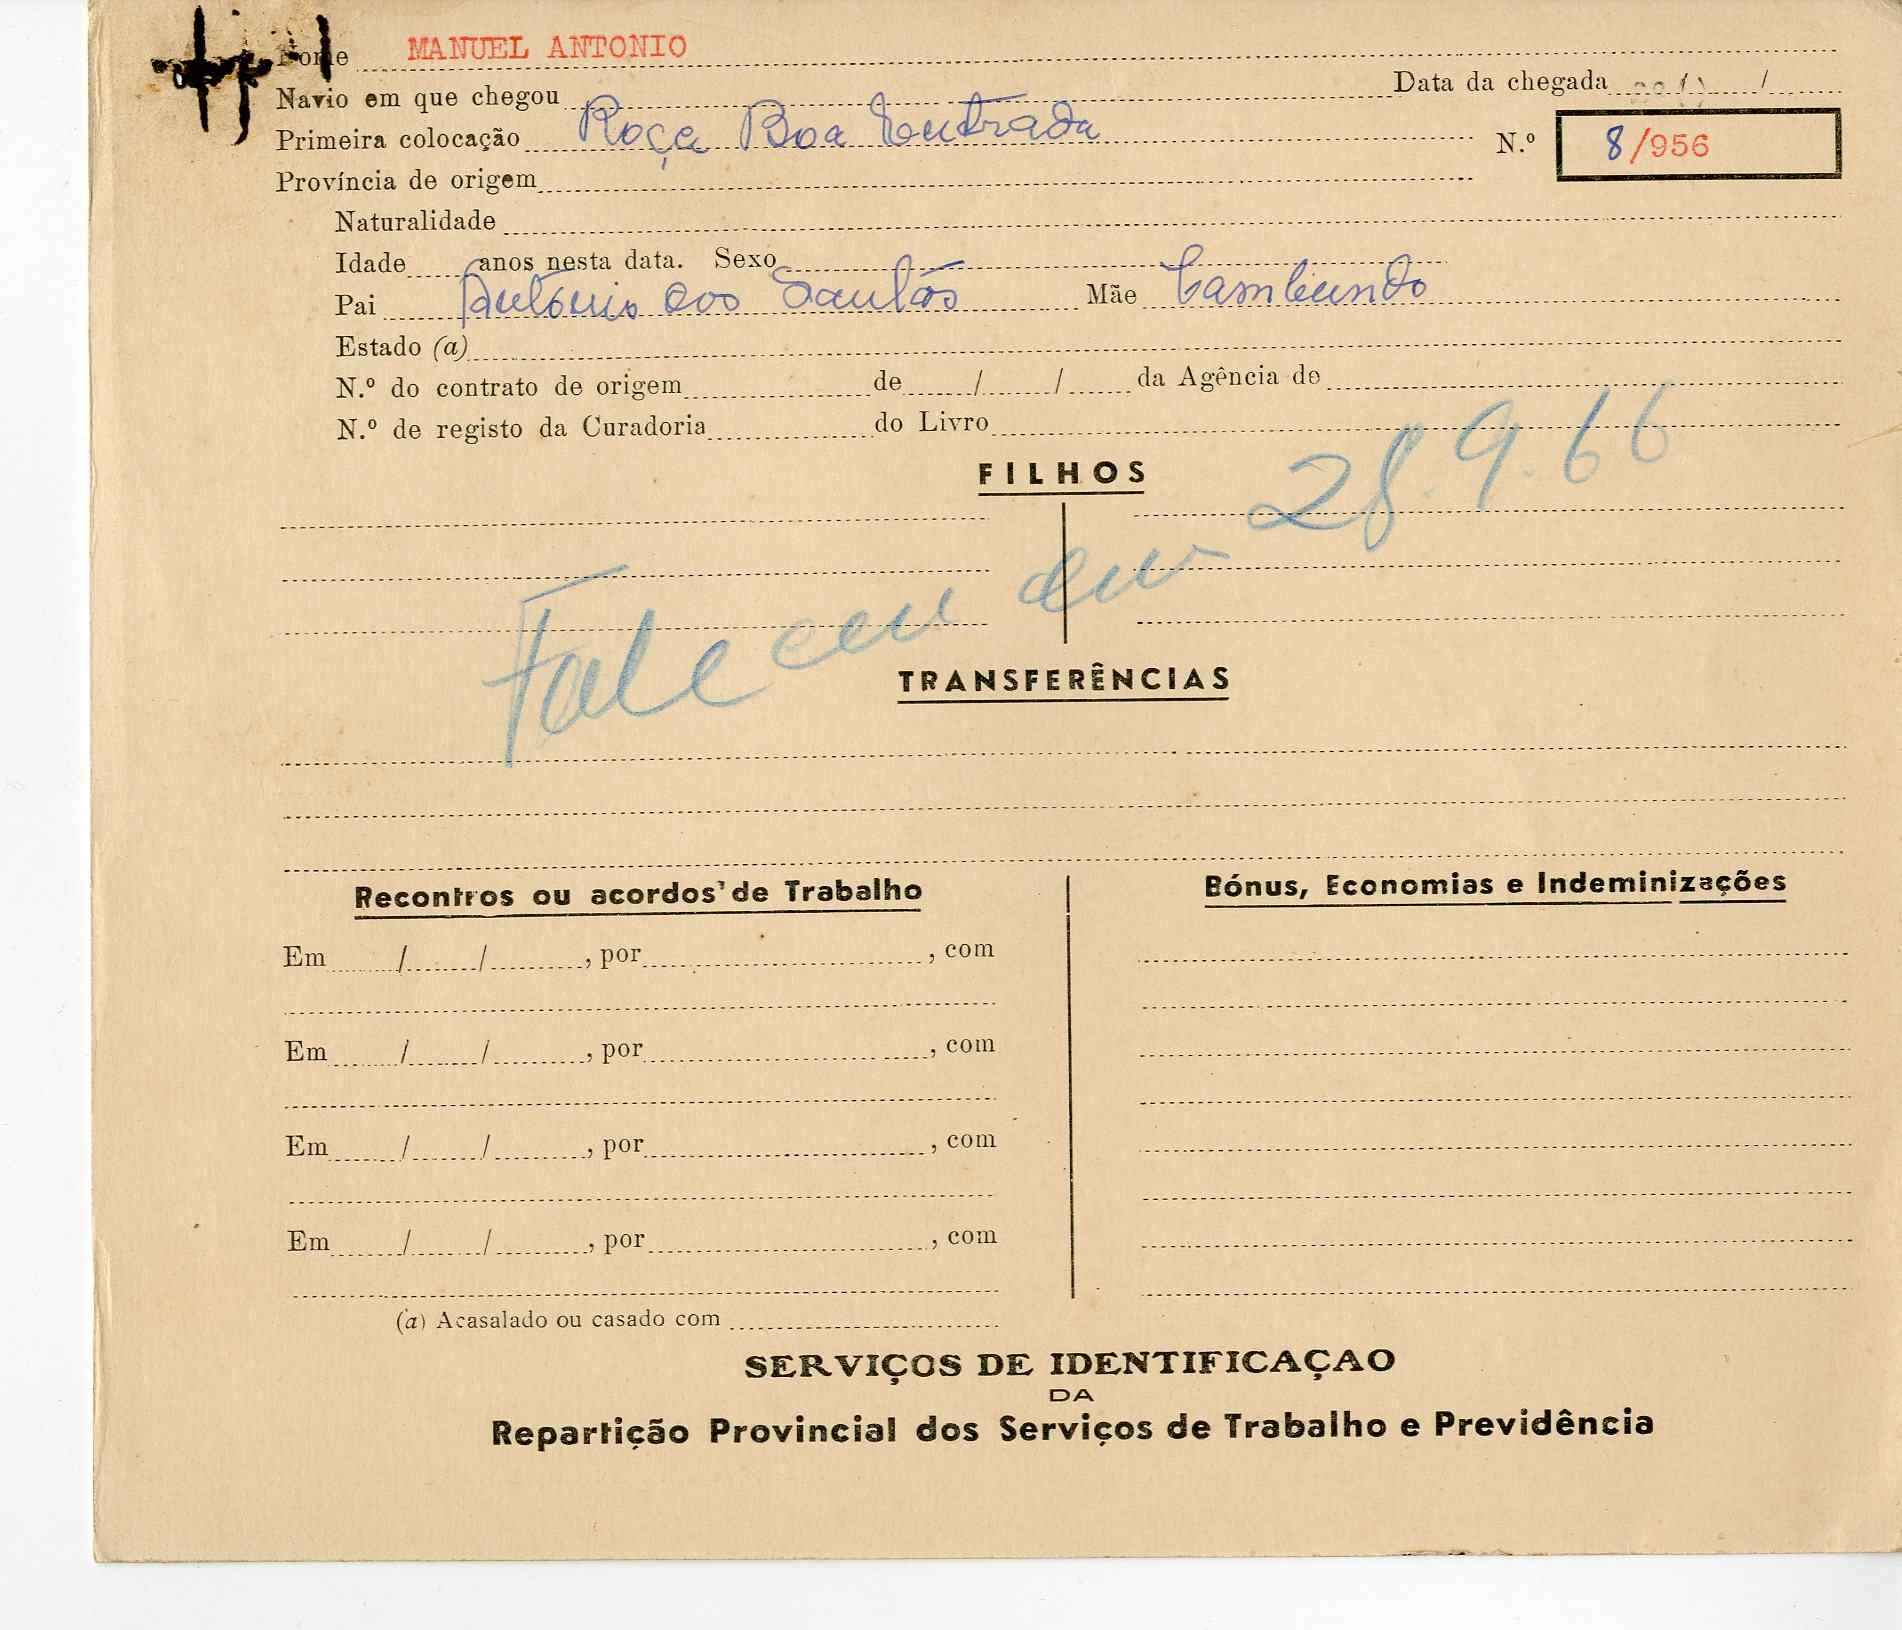 Nome MANUEL ANTONIO
Navio em que chegou Data da chegada / /
Primeira colocação Roça Boa Entrada N.º 8/956
Província de origem
Naturalidade
Idade anos nesta data. Sexo
Pai António dos Santos Mãe Cambundo
Estado (a)
N.º do contrato de origem de / / da Agência de
N.º de registo da Curadoria do Livro
FILHOS
Faleceu em 28.9.66
TRANSFERÊNCIAS
Recontros ou acordos de Trabalho
Em / / , por , com
Em / / , por , com
Em / / , por , com
Em / / , por , com
(a) Acasalado ou casado com
Bónus, Economias e Indeminizações
SERVIÇOS DE IDENTIFICAÇAO
DA
Repartição Provincial dos Serviços de Trabalho e Previdência